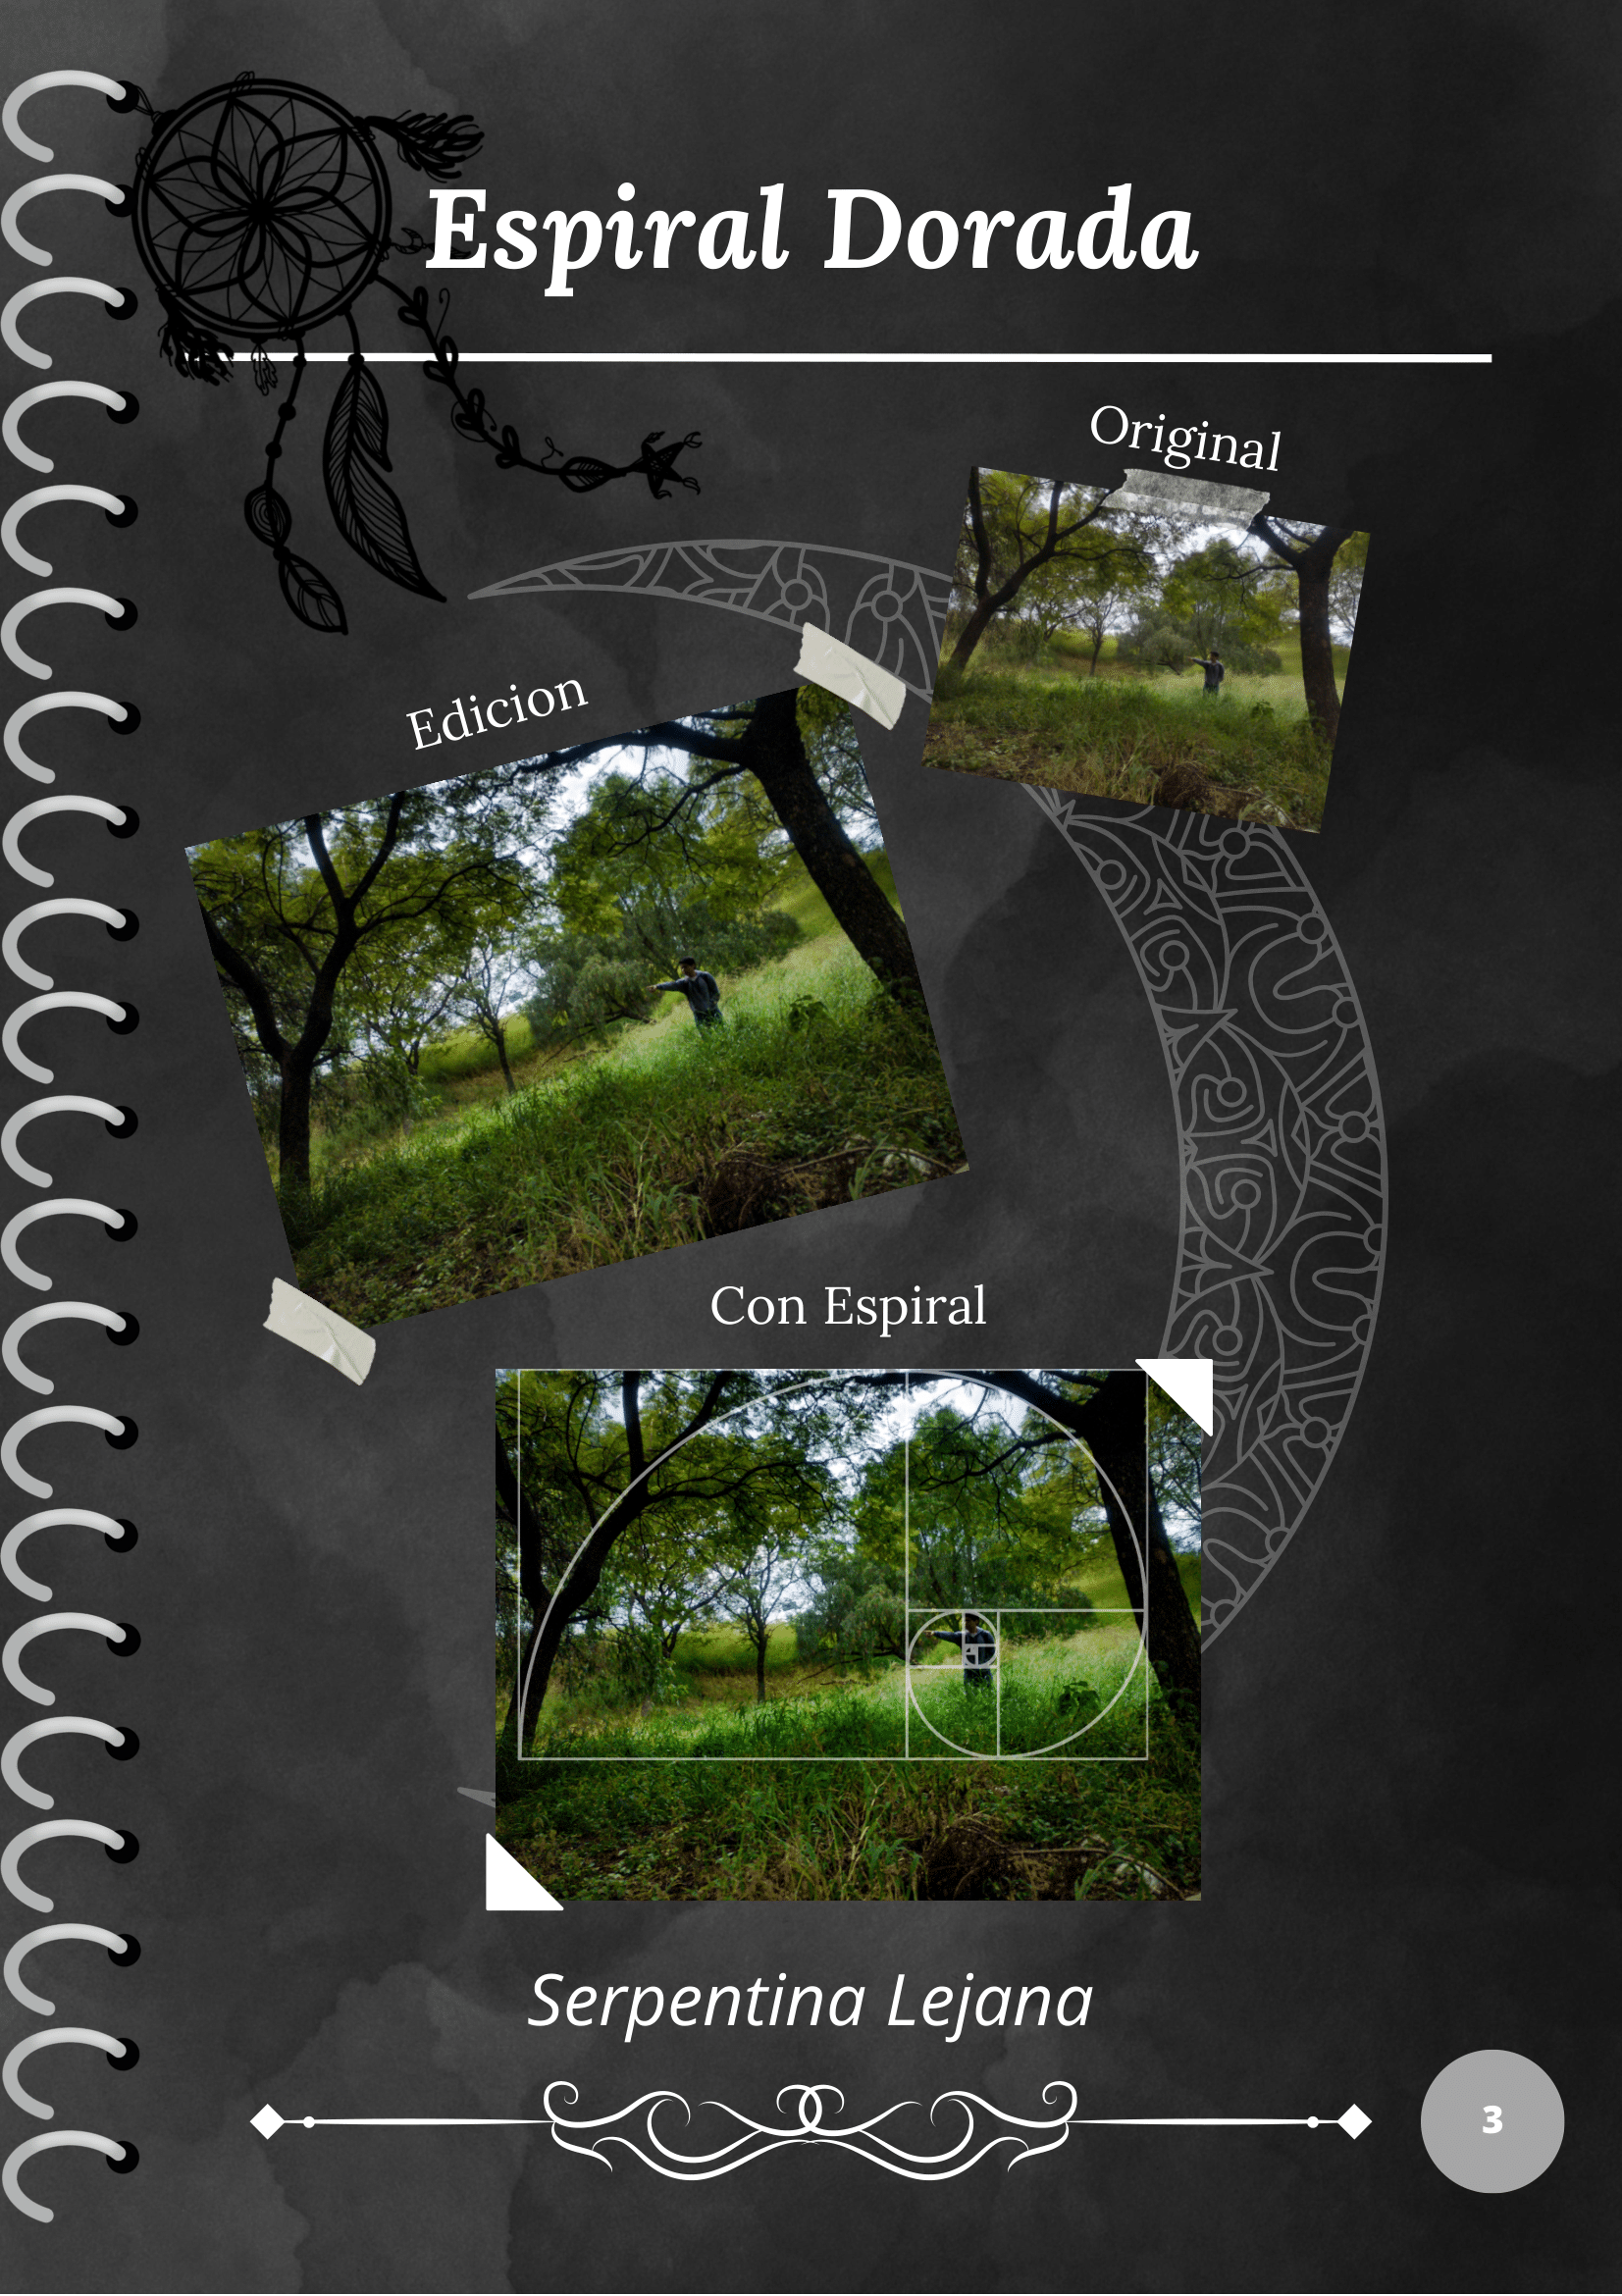 Espiral Dorada
Original
Edicion
Con Espiral
Serpentina Lejana
3